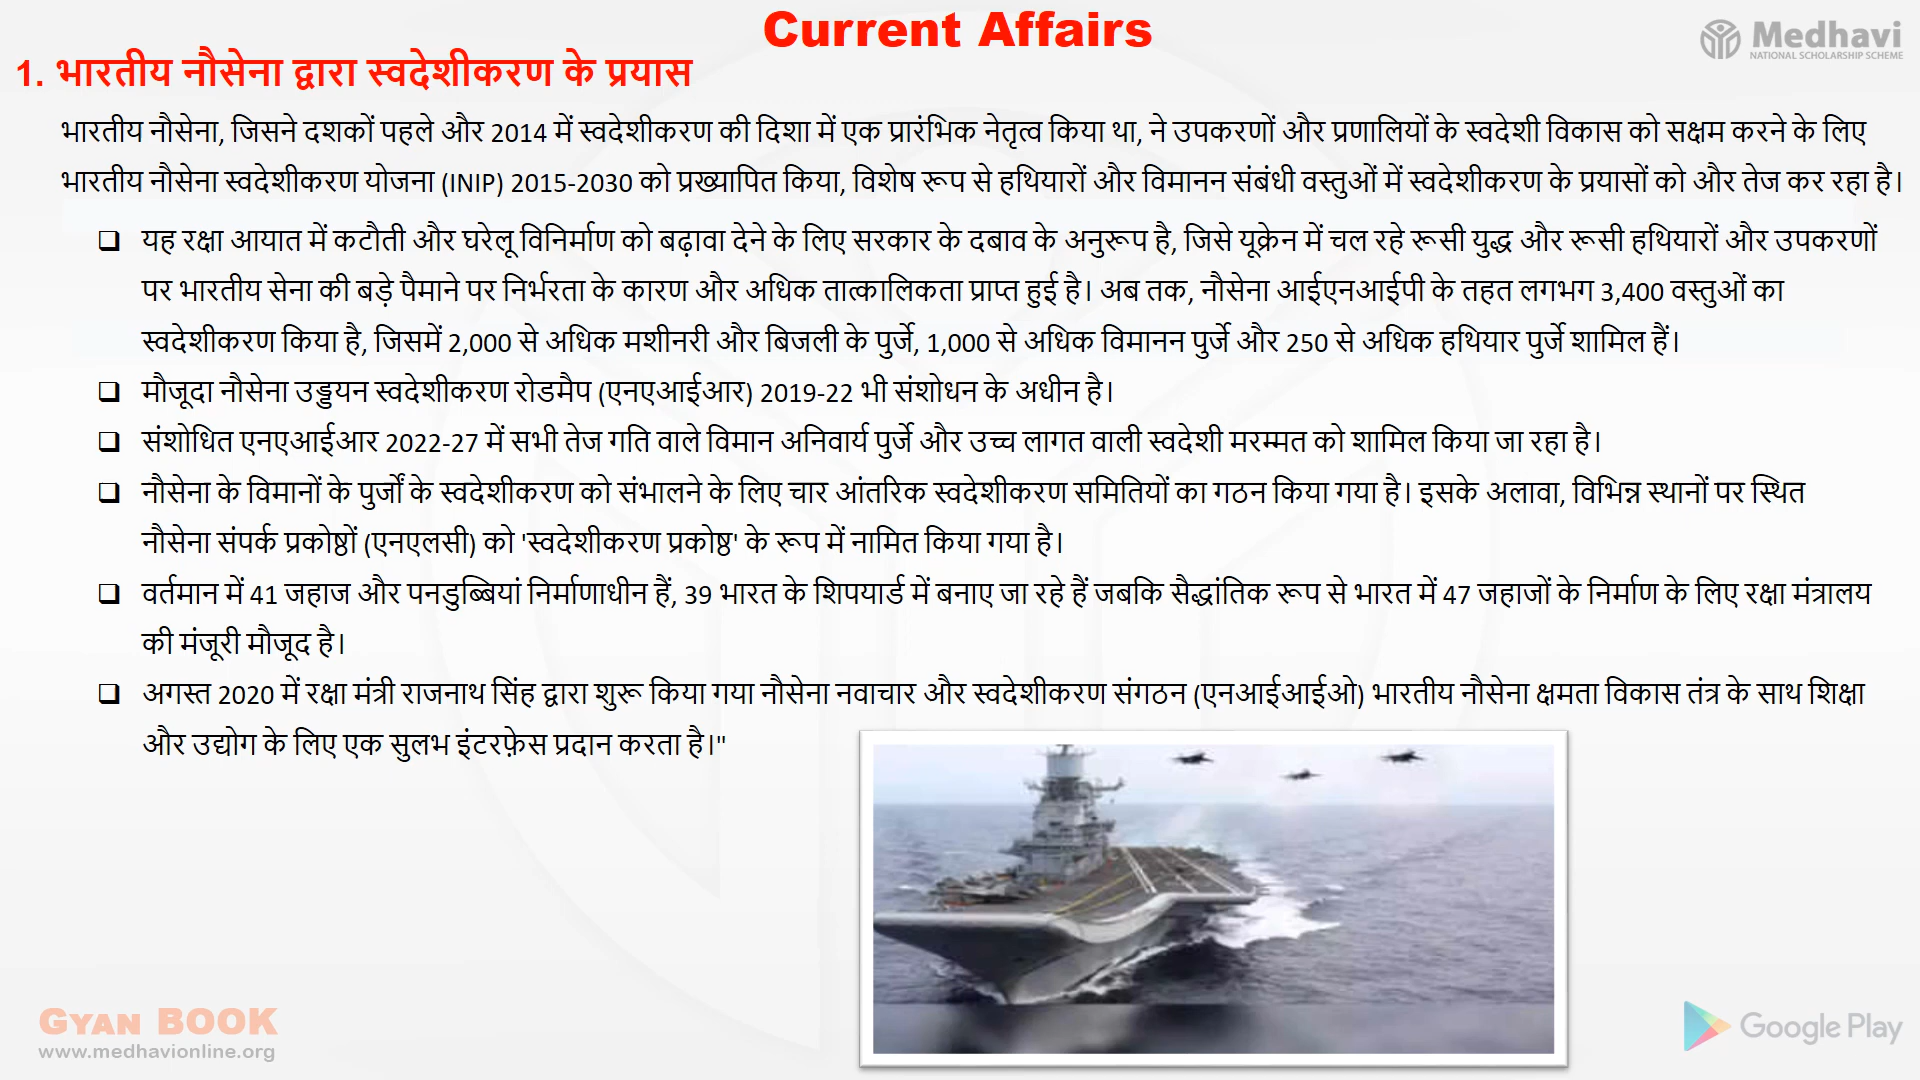 Current Affairs
Medhavi
NATIONAL SCHOLARSHIP SCHEME
1. भारतीय नौसेना द्वारा स्वदेशीकरण के प्रयास
भारतीय नौसेना, जिसने दशकों पहले और 2014 में स्वदेशीकरण की दिशा में एक प्रारंभिक नेतृत्व किया था, ने उपकरणों और प्रणालियों के स्वदेशी विकास को सक्षम करने के लिए
भारतीय नौसेना स्वदेशीकरण योजना (INIP) 2015-2030 को प्रख्यापित किया, विशेष रूप से हथियारों और विमानन संबंधी वस्तुओं में स्वदेशीकरण के प्रयासों को और तेज कर रहा है।
❑ यह रक्षा आयात में कटौती और घरेलू विनिर्माण को बढ़ावा देने के लिए सरकार के दबाव के अनुरूप है, जिसे यूक्रेन में चल रहे रूसी युद्ध और रूसी हथियारों और उपकरणों
पर भारतीय सेना की बड़े पैमाने पर निर्भरता के कारण और अधिक तात्कालिकता प्राप्त हुई है। अब तक, नौसेना आईएनआईपी के तहत लगभग 3,400 वस्तुओं का
स्वदेशीकरण किया है, जिसमें 2,000 से अधिक मशीनरी और बिजली के पुर्जे, 1,000 से अधिक विमानन पुर्जे और 250 से अधिक हथियार पुर्जे शामिल हैं।
❑ मौजूदा नौसेना उड्डयन स्वदेशीकरण रोडमैप (एनएआईआर) 2019-22 भी संशोधन के अधीन है।
❑ संशोधित एनएआईआर 2022-27 में सभी तेज गति वाले विमान अनिवार्य पुर्जे और उच्च लागत वाली स्वदेशी मरम्मत को शामिल किया जा रहा है।
❑ नौसेना के विमानों के पुर्जों के स्वदेशीकरण को संभालने के लिए चार आंतरिक स्वदेशीकरण समितियों का गठन किया गया है। इसके अलावा, विभिन्न स्थानों पर स्थित
नौसेना संपर्क प्रकोष्ठों (एनएलसी) को 'स्वदेशीकरण प्रकोष्ठ' के रूप में नामित किया गया है।
❑ वर्तमान में 41 जहाज और पनडुब्बियां निर्माणाधीन हैं, 39 भारत के शिपयार्ड में बनाए जा रहे हैं जबकि सैद्धांतिक रूप से भारत में 47 जहाजों के निर्माण के लिए रक्षा मंत्रालय
की मंजूरी मौजूद है।
❑ अगस्त 2020 में रक्षा मंत्री राजनाथ सिंह द्वारा शुरू किया गया नौसेना नवाचार और स्वदेशीकरण संगठन (एनआईआईओ) भारतीय नौसेना क्षमता विकास तंत्र के साथ शिक्षा
और उद्योग के लिए एक सुलभ इंटरफ़ेस प्रदान करता है।"
GYAN BOOK
www.medhavionline.org
Google Play